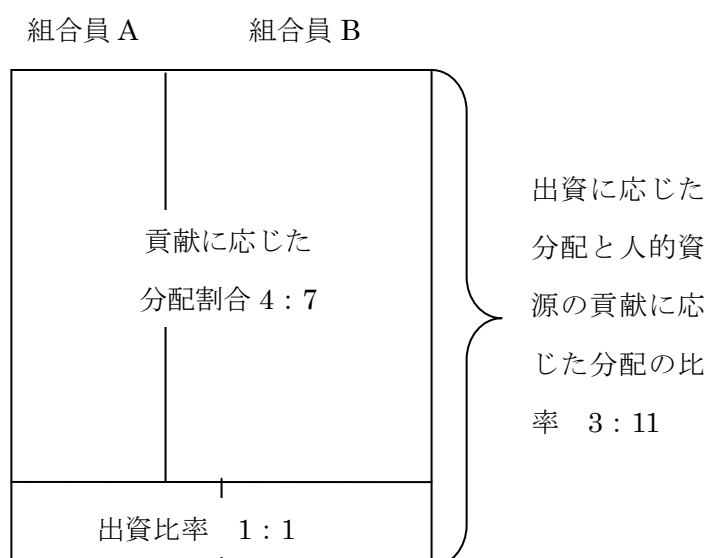 組合員 A　組合員 B
貢献に応じた
分配割合 4 : 7
出資に応じた
分配と人的資
源の貢献に応
じた分配の比
率　3 : 11
出資比率　1 : 1